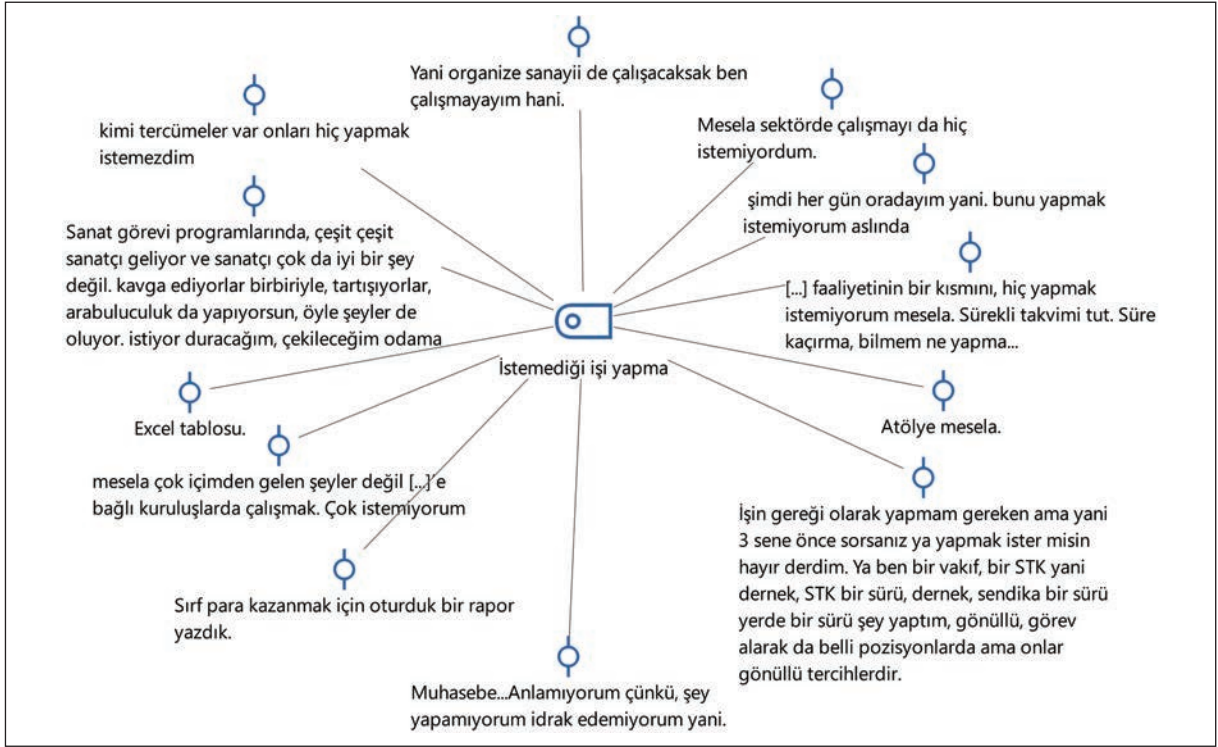 Yani organize sanayii de çalışacaksak ben
çalışmayayım hani.
kimi tercümeler var onları hiç yapmak
istemezdim
Mesela sektörde çalışmayı da hiç
istemiyordum.
şimdi her gün oradayım yani. bunu yapmak
istemiyorum aslında
Sanat görevi programlarında, çeşit çeşit
sanatçı geliyor ve sanatçı çok da iyi bir şey
değil. kavga ediyorlar birbiriyle, tartışıyorlar,
arabuluculuk da yapıyorsun, öyle şeyler de
oluyor. istiyor duracağım, çekileceğim odama
[...] faaliyetinin bir kısmını, hiç yapmak
istemiyorum mesela. Sürekli takvimi tut. Süre
kaçırma, bilmem ne yapma...
İstemediği işi yapma
Excel tablosu.
Atölye mesela.
mesela çok içimden gelen şeyler değil [...]'e
bağlı kuruluşlarda çalışmak. Çok istemiyorum
İşin gereği olarak yapmam gereken ama yani
3 sene önce sorsanız ya yapmak ister misin
hayır derdim. Ya ben bir vakıf, bir STK yani
dernek, STK bir sürü, dernek, sendika bir sürü
yerde bir sürü şey yaptım, gönüllü, görev
alarak da belli pozisyonlarda ama onlar
gönüllü tercihlerdir.
Sırf para kazanmak için oturduk bir rapor
yazdık.
Muhasebe...Anlamıyorum çünkü, şey
yapamıyorum idrak edemiyorum yani.